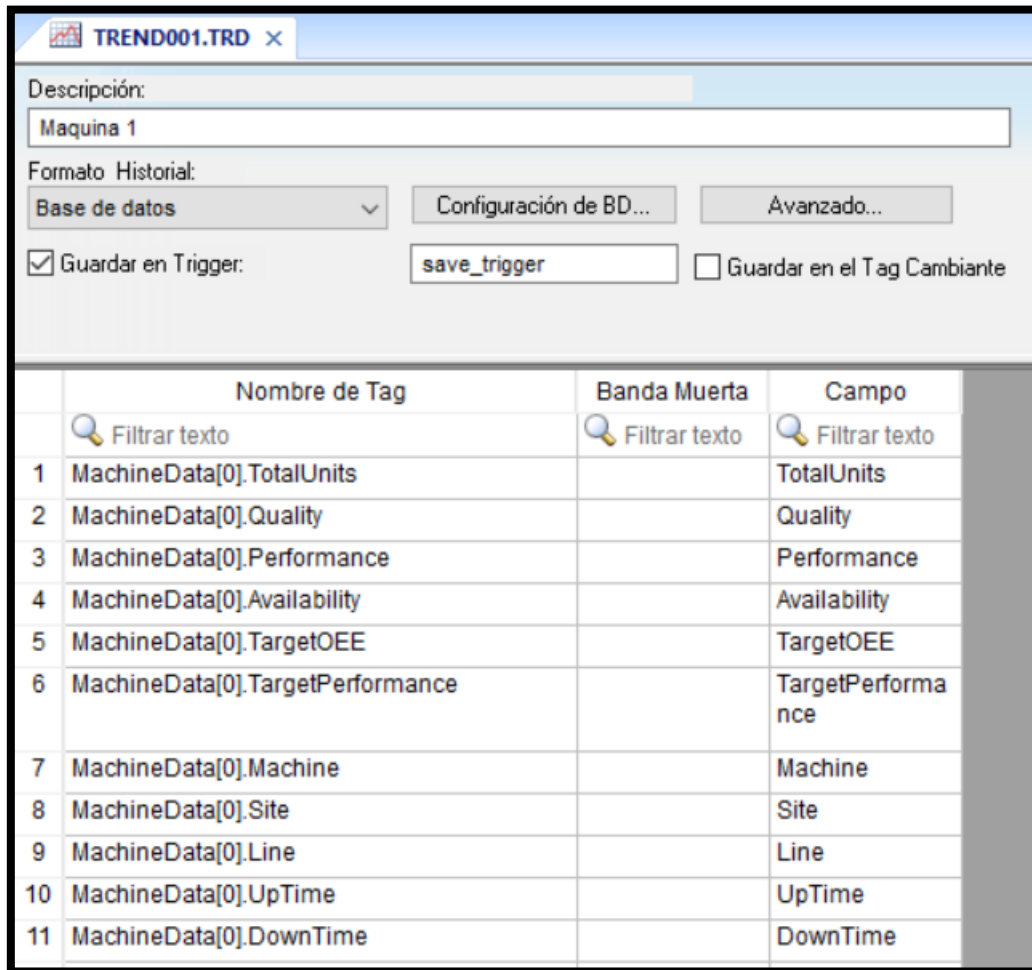 TREND001.TRD
Descripción:
Maquina 1
Formato Historial:
Base de datos
Configuración de BD...
Avanzado...
Guardar en Trigger:
save_trigger
Guardar en el Tag Cambiante
Nombre de Tag Banda Muerta Campo
Filtrar texto Filtrar texto Filtrar texto
1 MachineData[0].TotalUnits TotalUnits
2 MachineData[0].Quality Quality
3 MachineData[0].Performance Performance
4 MachineData[0].Availability Availability
5 MachineData[0].TargetOEE TargetOEE
6 MachineData[0].TargetPerformance TargetPerforma
nce
7 MachineData[0].Machine Machine
8 MachineData[0].Site Site
9 MachineData[0].Line Line
10 MachineData[0].UpTime UpTime
11 MachineData[0].DownTime DownTime